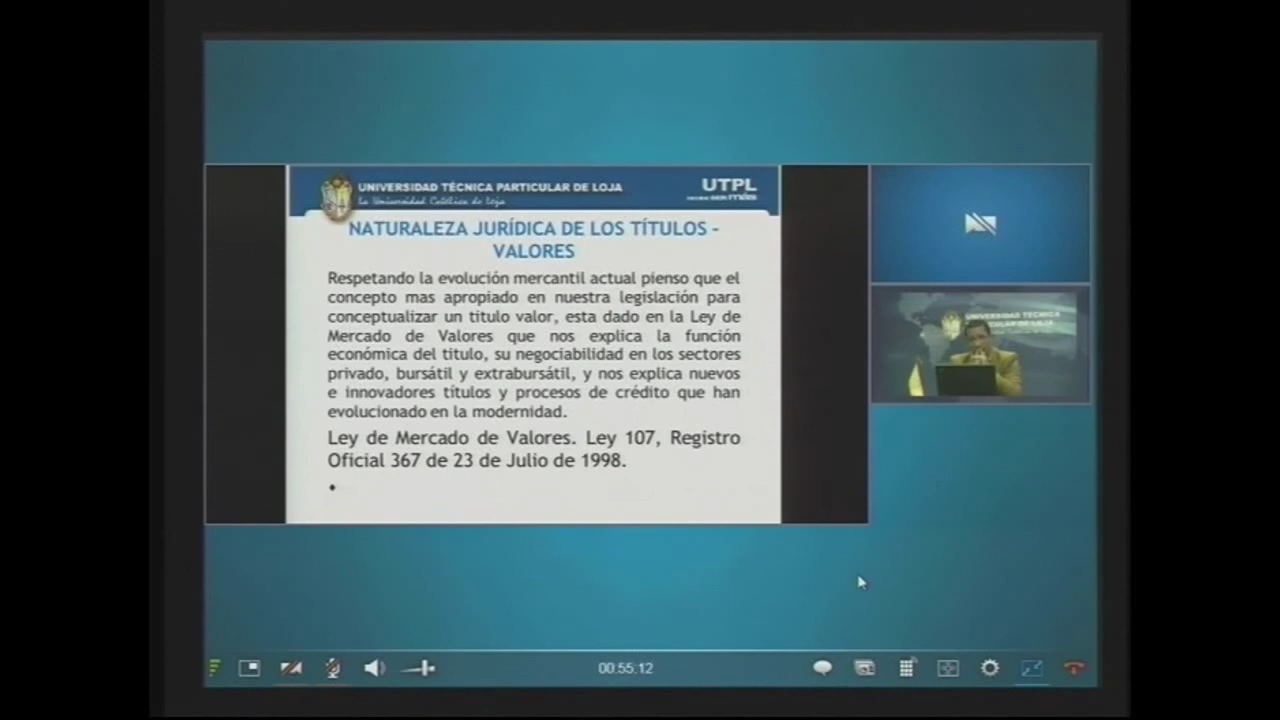 UNIVERSIDAD TÉCNICA PARTICULAR DE LOJA
La Universidad Católica de Loja
UTPL
NATURALEZA JURÍDICA DE LOS TÍTULOS –
VALORES
Respetando la evolución mercantil actual pienso que el
concepto mas apropiado en nuestra legislación para
conceptualizar un titulo valor, esta dado en la Ley de
Mercado de Valores que nos explica la función
económica del titulo, su negociabilidad en los sectores
privado, bursátil y extrabursátil, y nos explica nuevos
e innovadores títulos y procesos de crédito que han
evolucionado en la modernidad.
Ley de Mercado de Valores. Ley 107, Registro
Oficial 367 de 23 de Julio de 1998.
•
UNIVERSIDAD TÉCNICA
00:55:12